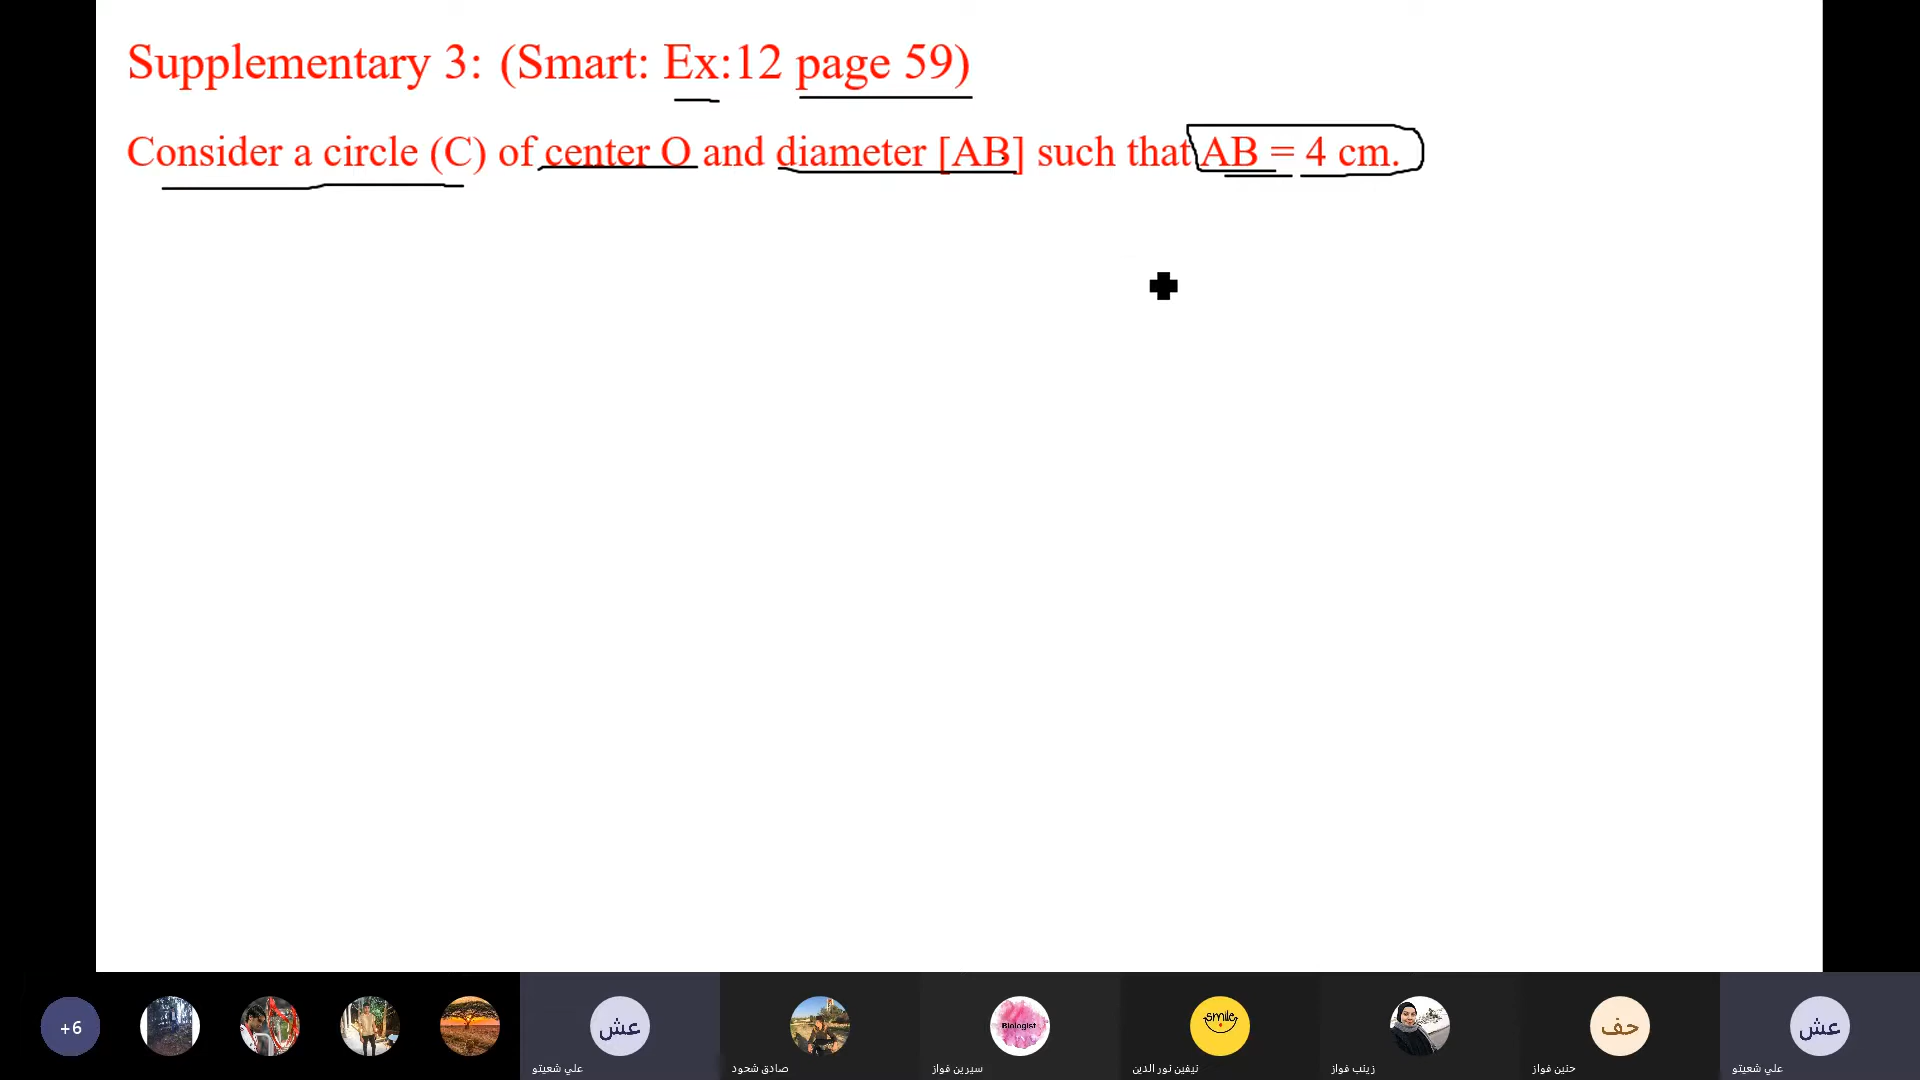 Supplementary 3: (Smart: Ex:12 page 59)
Consider a circle (C) of center O and diameter [AB] such that AB = 4 cm.
+6
عش
Biologist
smile
حف
عش
علي شعيتو
صادق شحود
سيرين فواز
نيفين نور الدين
زينب فواز
حنين فواز
علي شعيتو